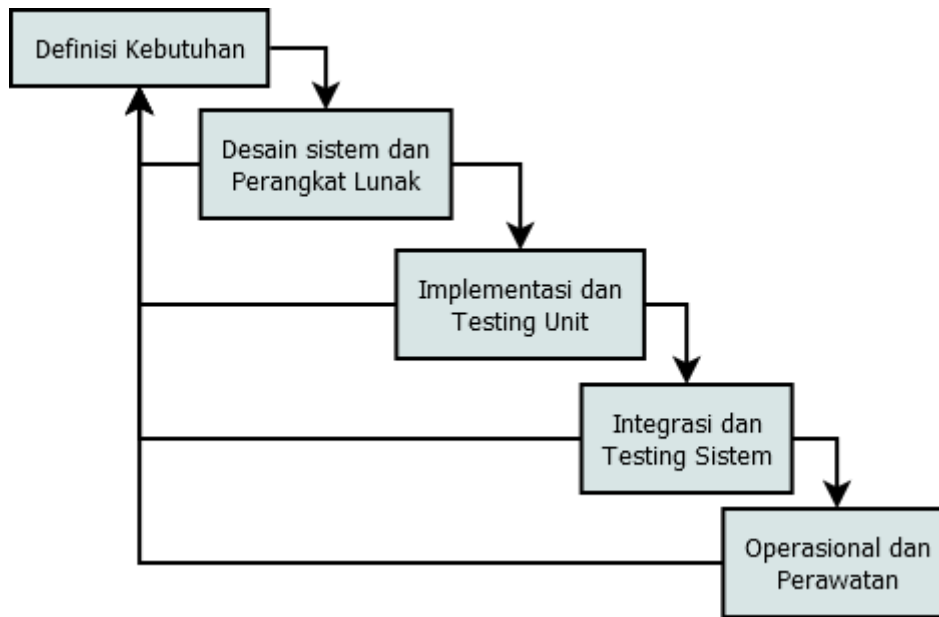 Definisi Kebutuhan
Desain sistem dan
Perangkat Lunak
Implementasi dan
Testing Unit
Integrasi dan
Testing Sistem
Operasional dan
Perawatan